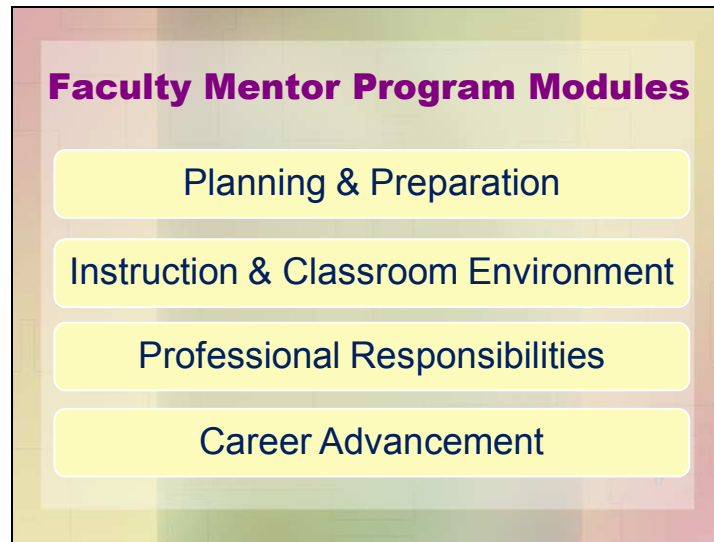 Faculty Mentor Program Modules
Planning & Preparation
Instruction & Classroom Environment
Professional Responsibilities
Career Advancement